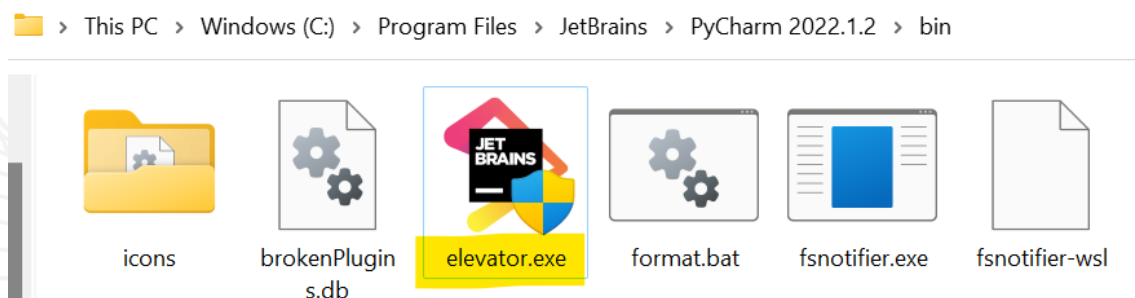 This PC > Windows (C:) > Program Files > JetBrains > PyCharm 2022.1.2 > bin
JET
BRAINS
icons
brokenPlugin
s.db
elevator.exe
format.bat
fsnotifier.exe
fsnotifier-wsl